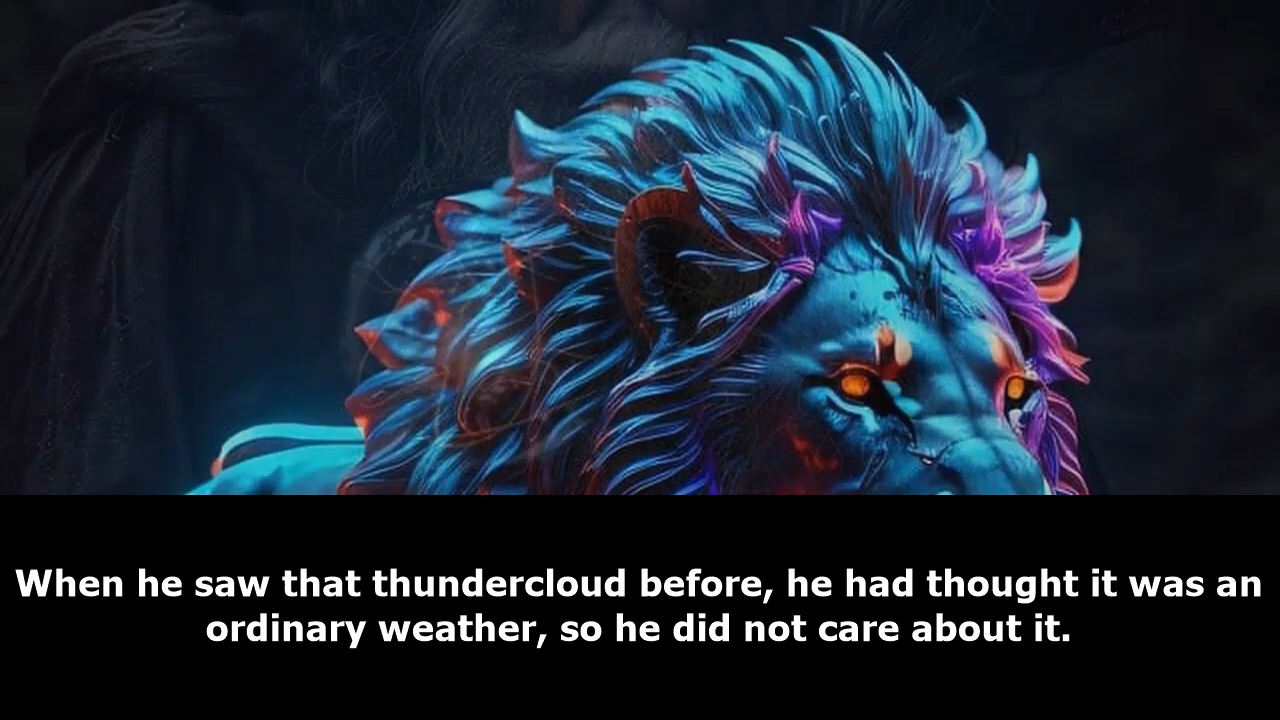 When he saw that thundercloud before, he had thought it was an
ordinary weather, so he did not care about it.